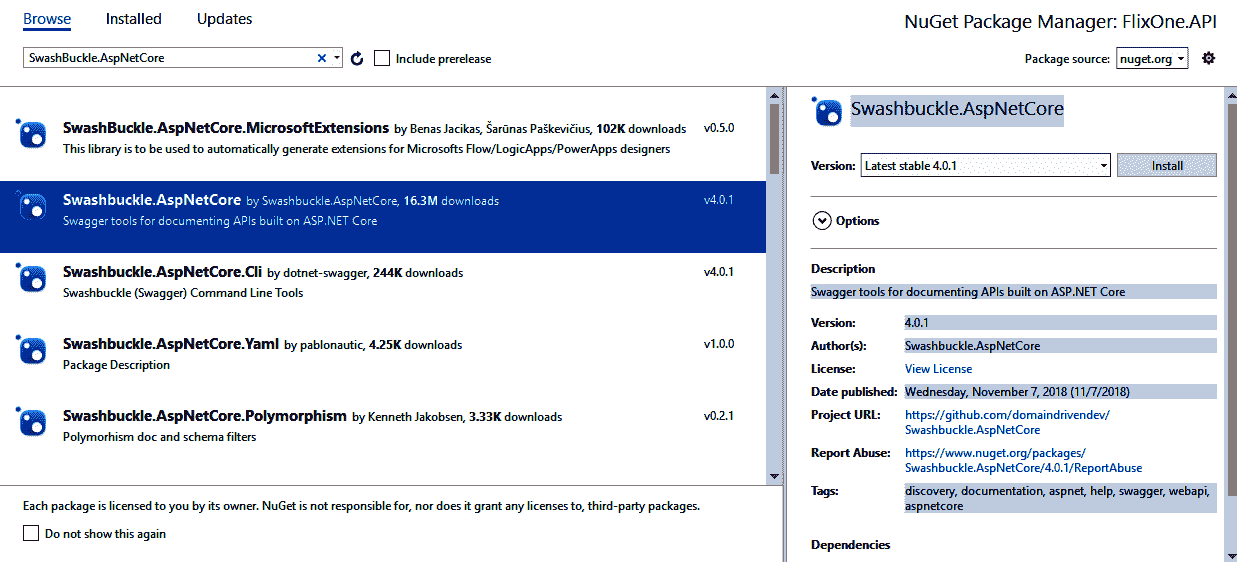 Browse Installed Updates
NuGet Package Manager: FlixOne.API
SwashBuckle.AspNetCore
Include prerelease
Package source: nuget.org
SwashBuckle.AspNetCore.MicrosoftExtensions by Benas Jacikas, Šarūnas Paškevičius, 102K downloads v0.5.0
This library is to be used to automatically generate extensions for Microsofts Flow/LogicApps/PowerApps designers
Swashbuckle.AspNetCore by Swashbuckle.AspNetCore, 16.3M downloads v4.0.1
Swagger tools for documenting APIs built on ASP.NET Core
Swashbuckle.AspNetCore.Cli by dotnet-swagger, 244K downloads v4.0.1
Swashbuckle (Swagger) Command Line Tools
Swashbuckle.AspNetCore.Yaml by pablonautic, 4.25K downloads v1.0.0
Package Description
Swashbuckle.AspNetCore.Polymorphism by Kenneth Jakobsen, 3.33K downloads v0.2.1
Polymorhism doc and schema filters
Each package is licensed to you by its owner. NuGet is not responsible for, nor does it grant any licenses to, third-party packages.
Do not show this again
Swashbuckle.AspNetCore
Version: Latest stable 4.0.1 Install
Options
Description
Swagger tools for documenting APIs built on ASP.NET Core
Version: 4.0.1
Author(s): Swashbuckle.AspNetCore
License: View License
Date published: Wednesday, November 7, 2018 (11/7/2018)
Project URL: https://github.com/domaindrivendev/
Swashbuckle.AspNetCore
Report Abuse: https://www.nuget.org/packages/
Swashbuckle.AspNetCore/4.0.1/ReportAbuse
Tags: discovery, documentation, aspnet, help, swagger, webapi,
aspnetcore
Dependencies